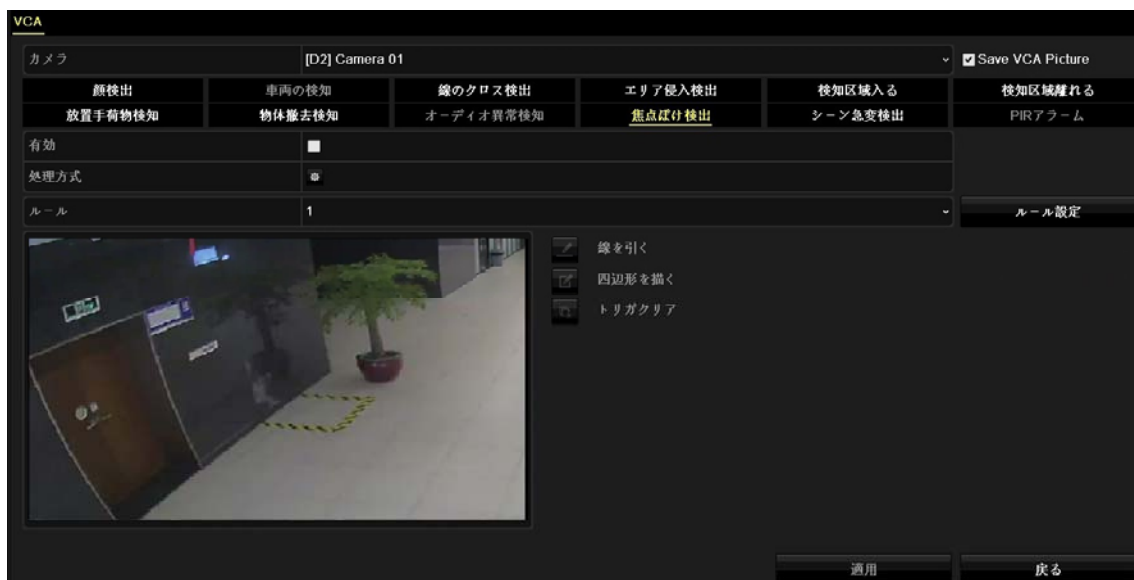 VCA
カメラ [D2] Camera 01 Save VCA Picture
顔検出 車両の検知 線のクロス検出 エリア侵入検出 検知区域入る 検知区域離れる
放置手荷物検知 物体撤去検知 オーディオ異常検知 焦点ぼけ検出 シーン急変検出 PIRアラーム
有効
処理方式
ルール 1 ルール設定
線を引く
四辺形を描く
トリガクリア
適用 戻る